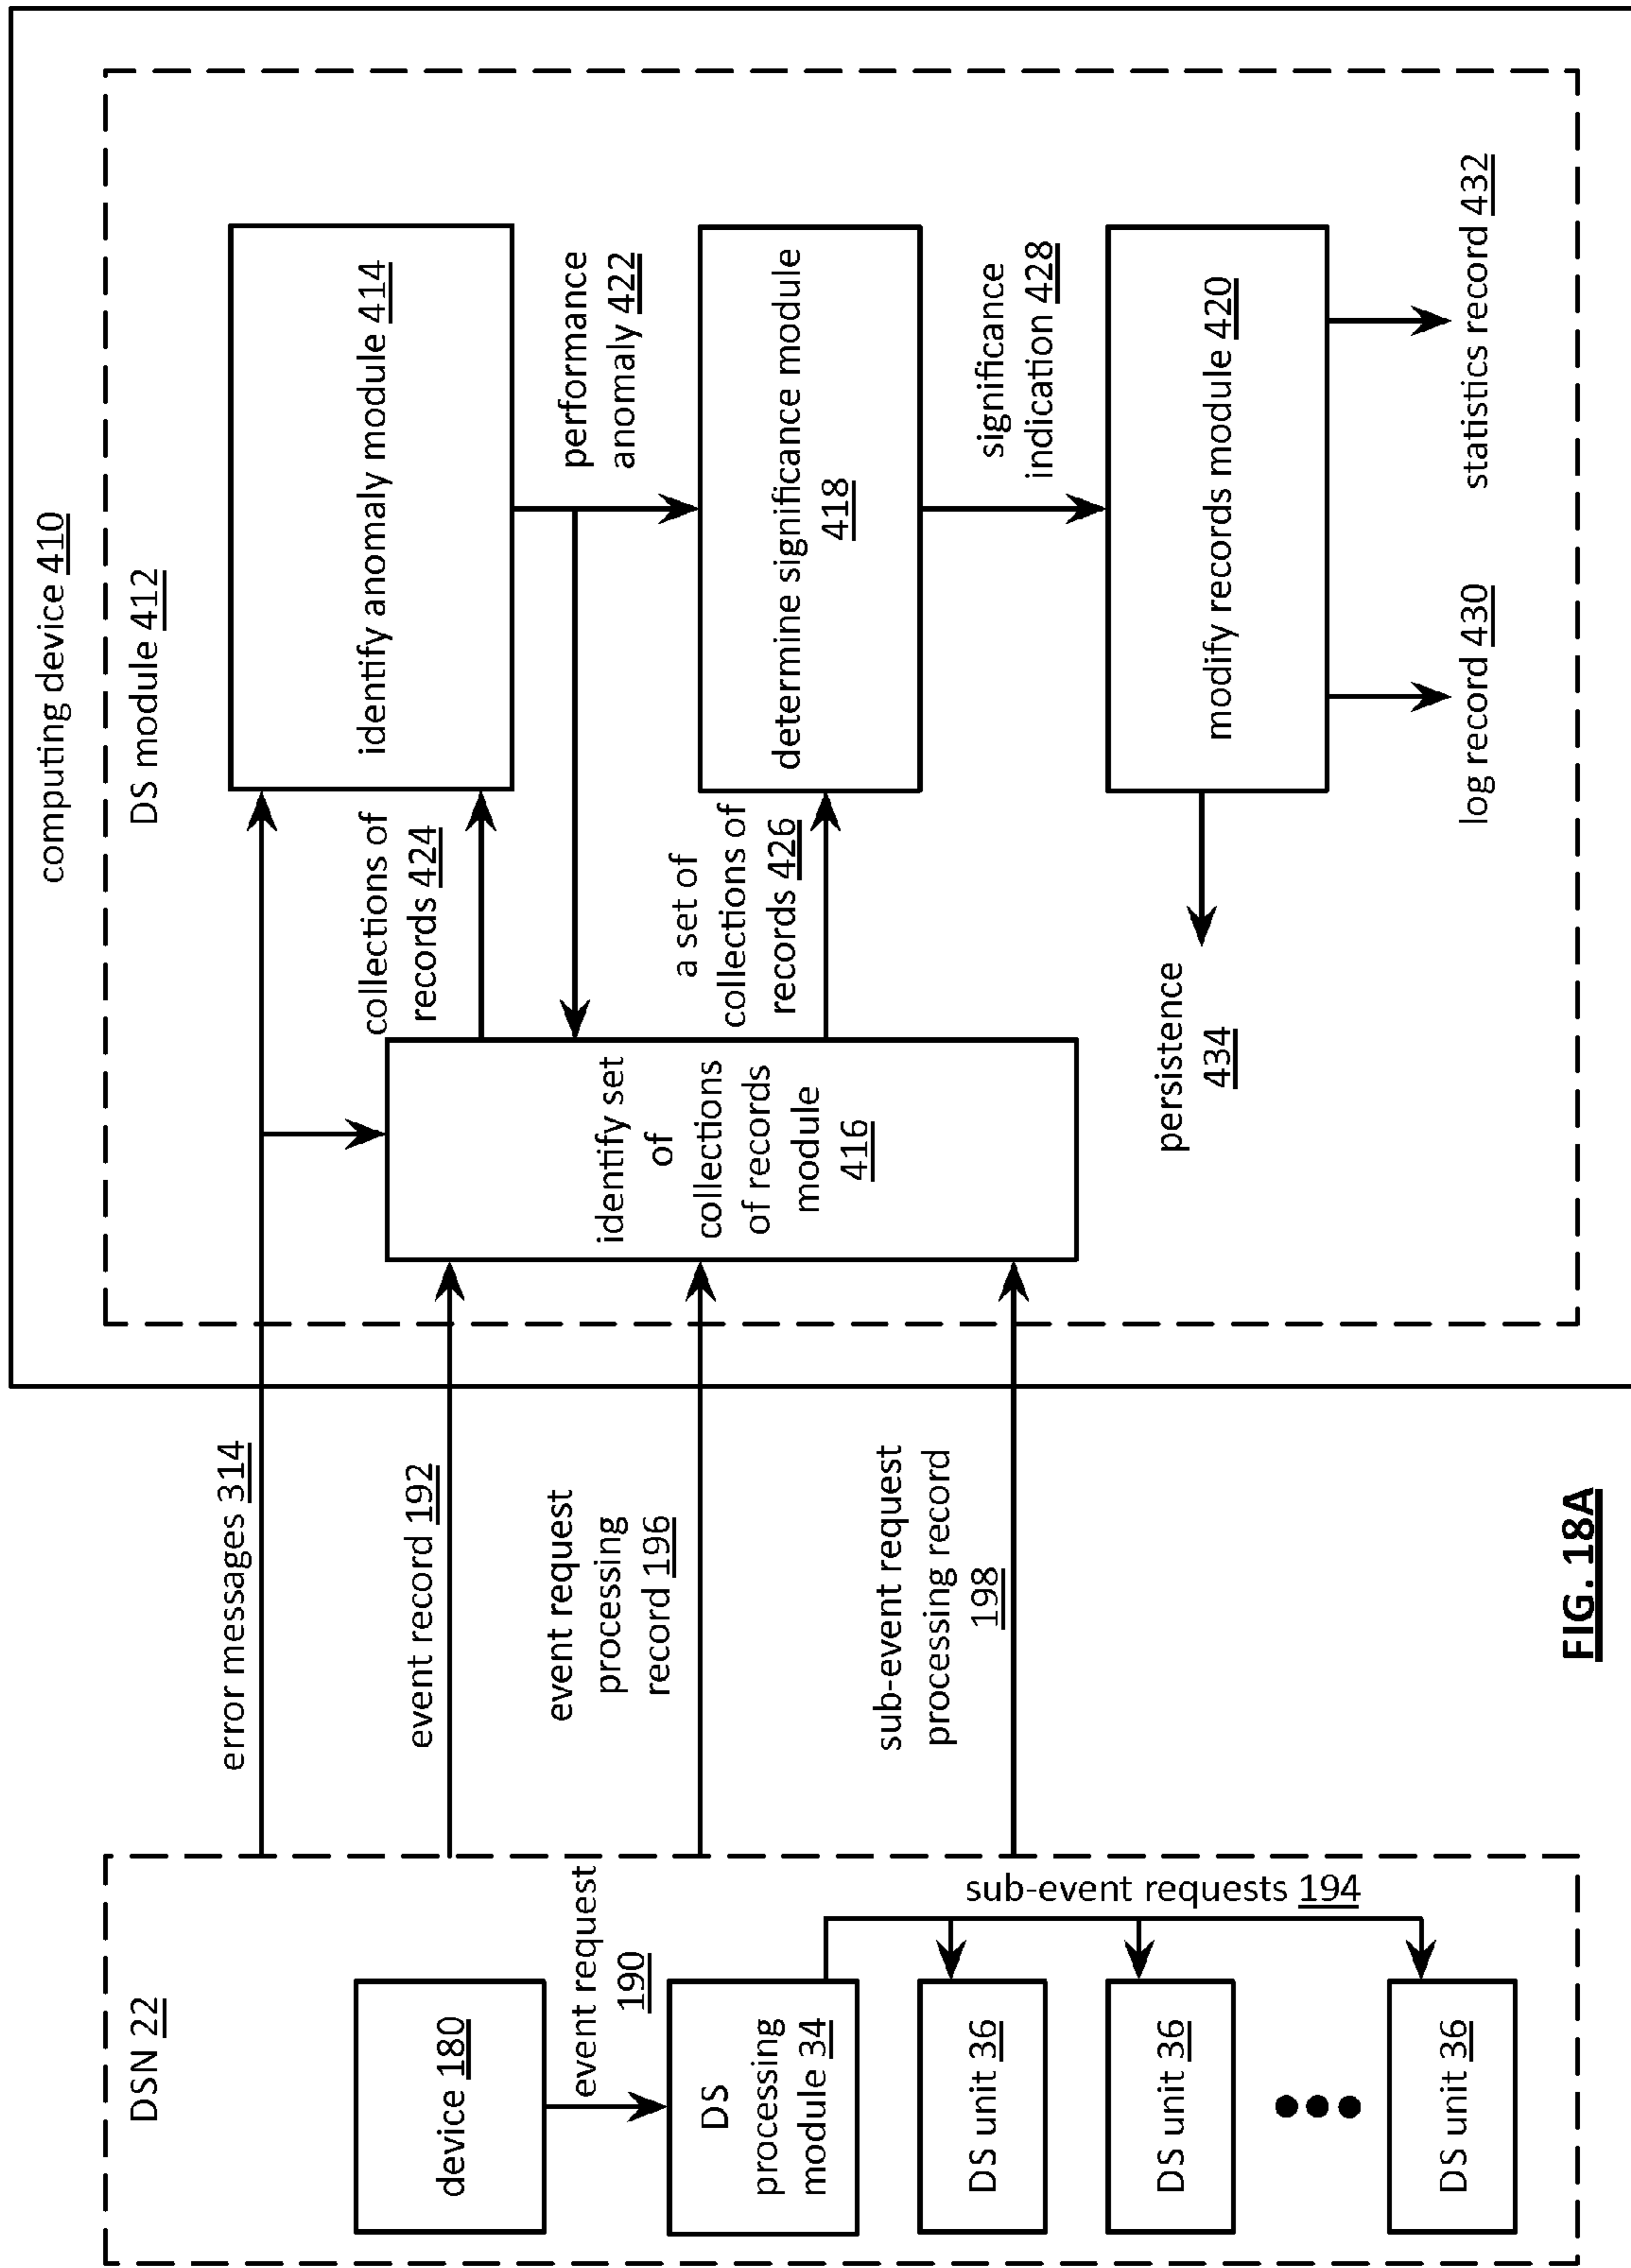 computing device 410
DS module 412
DSN 22
device 180
event request
190
DS
processing
module 34
sub-event requests 194
DS unit 36
DS unit 36
DS unit 36
error messages 314
event record 192
event request
processing
record 196
sub-event request
processing record
198
identify set
of
collections
of records
module
416
collections of
records 424
identify anomaly module 414
performance
anomaly 422
a set of
collections of
records 426
determine significance module
418
significance
indication 428
modify records module 420
persistence
434
log record 430
statistics record 432
FIG. 18A